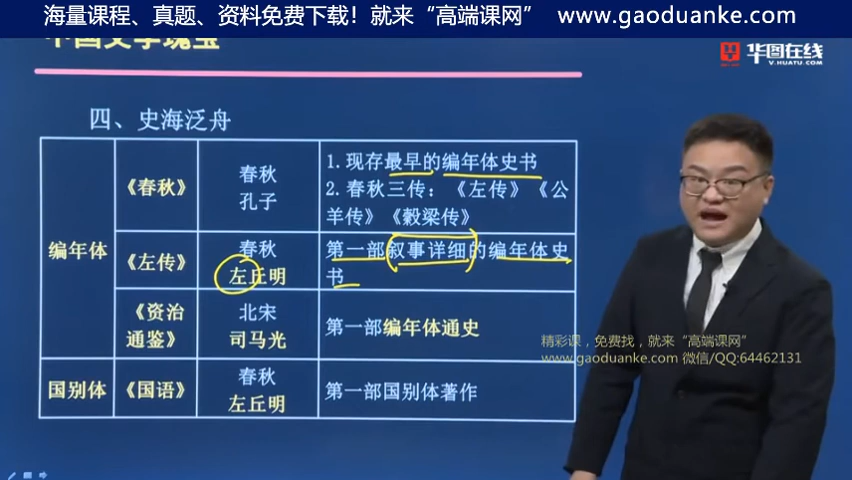 海量课程、真题、资料免费下载！就来“高端课网” www.gaoduanke.com
中国文学瑰宝
华图在线
V.HUATU.COM
四、史海泛舟
编年体
《春秋》
春秋
孔子
1.现存最早的编年体史书
2.春秋三传：《左传》《公
羊传》《榖梁传》
《左传》
春秋
左丘明
第一部叙事详细的编年体史
书
《资治
通鉴》
北宋
司马光
第一部编年体通史
国别体
《国语》
春秋
左丘明
第一部国别体著作
精彩课，免费找，就来“高端课网”
www.gaoduanke.com 微信/QQ:64462131